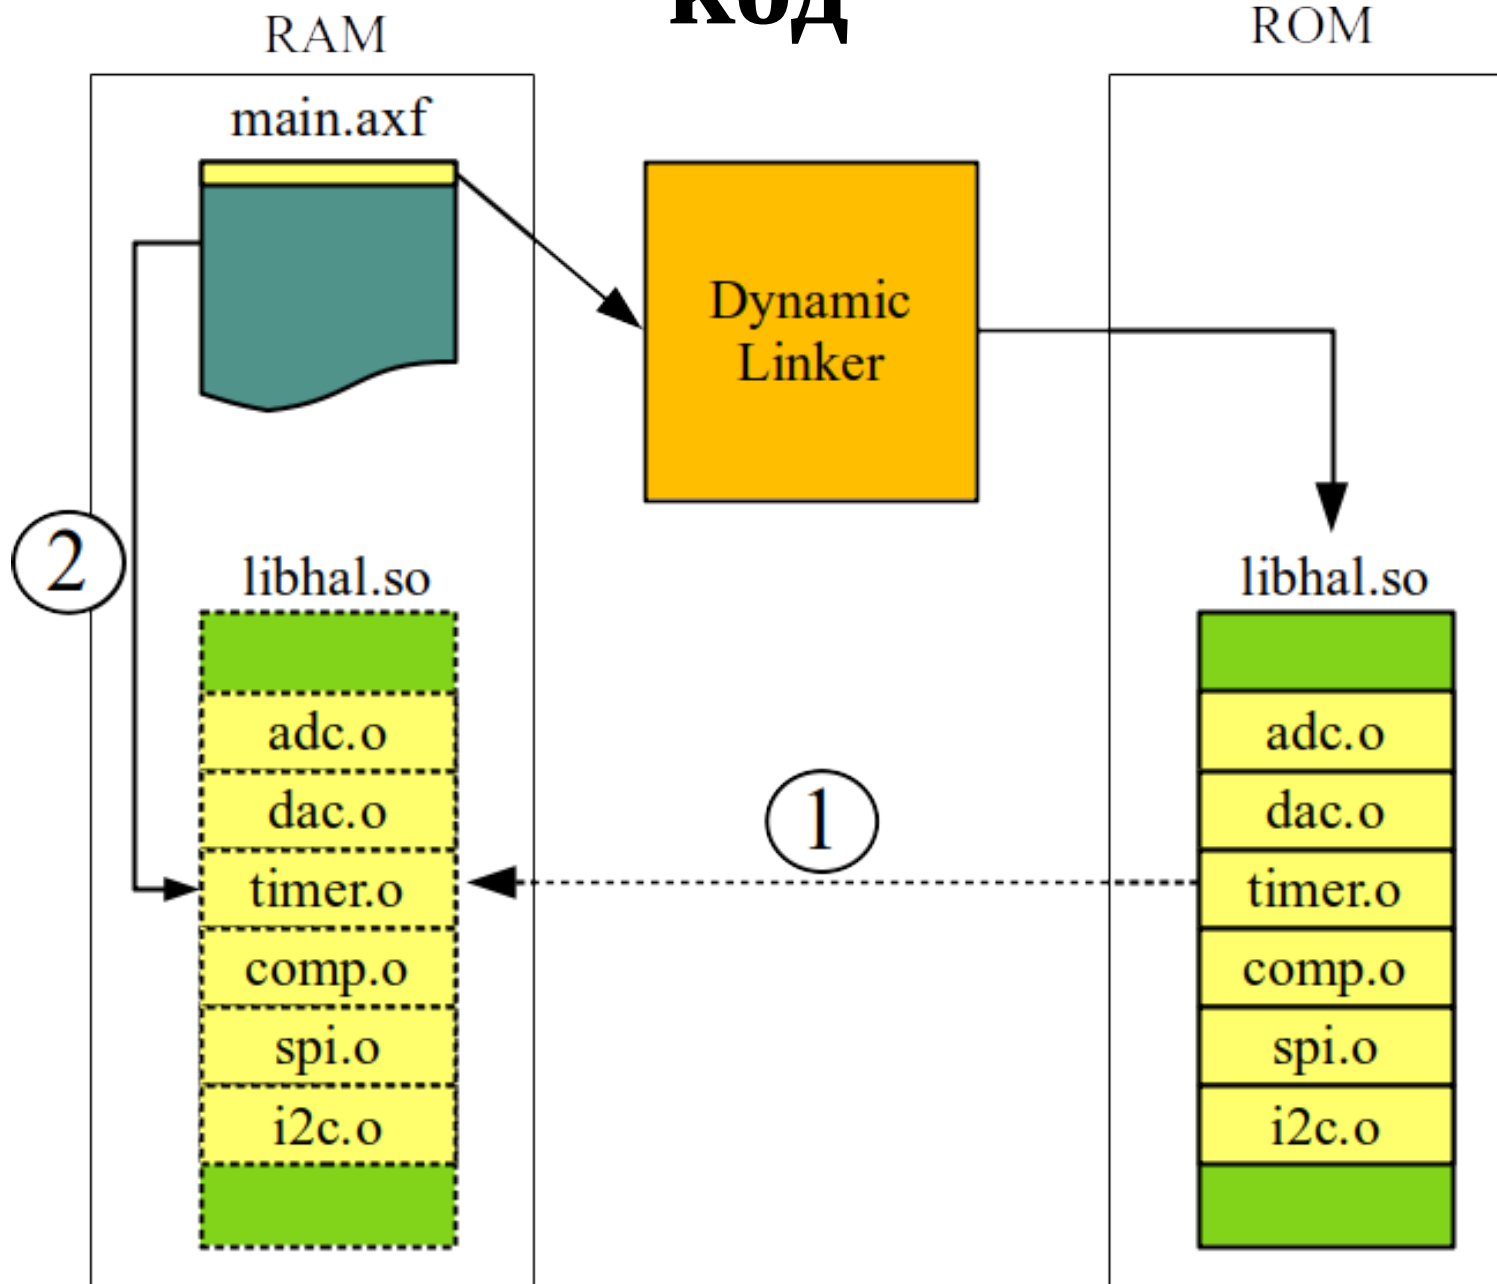 код
RAM
ROM
main.axf
Dynamic
Linker
2
libhal.so
libhal.so
adc.o
adc.o
dac.o
dac.o
1
timer.o
timer.o
comp.o
comp.o
spi.o
spi.o
i2c.o
i2c.o